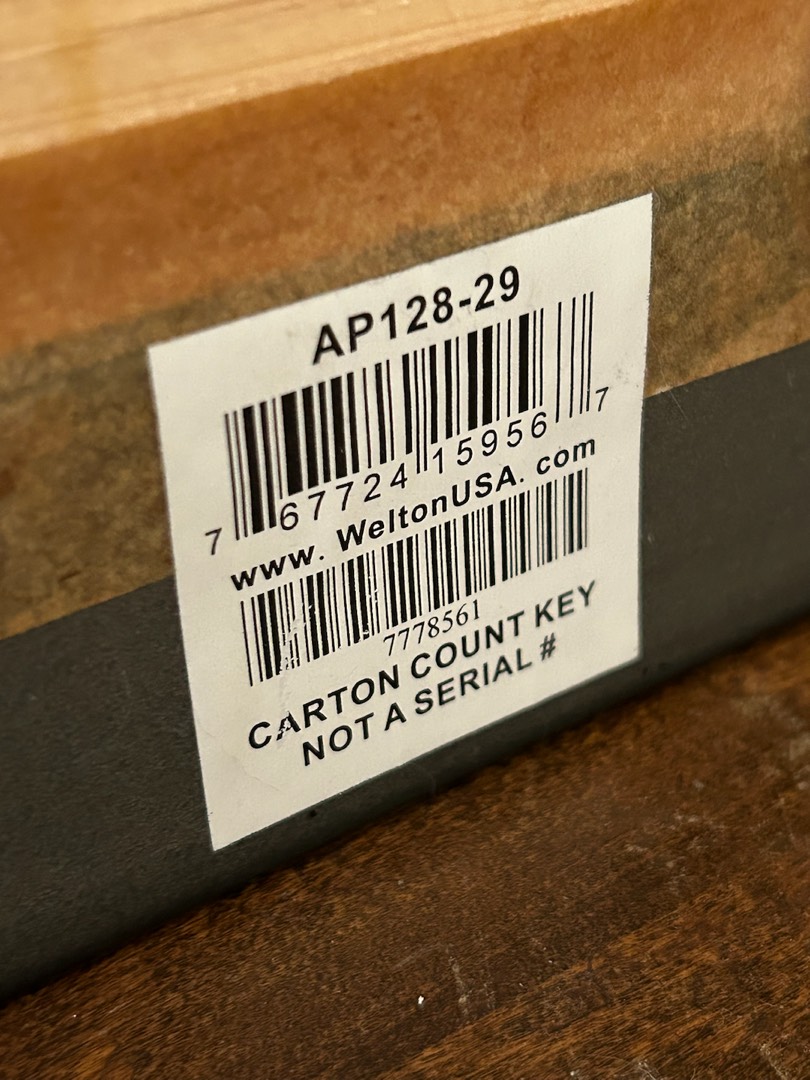 AP128-29
7 67724 15956 7
www. WeltonUSA. com
7778561
CARTON COUNT KEY
NOT A SERIAL #